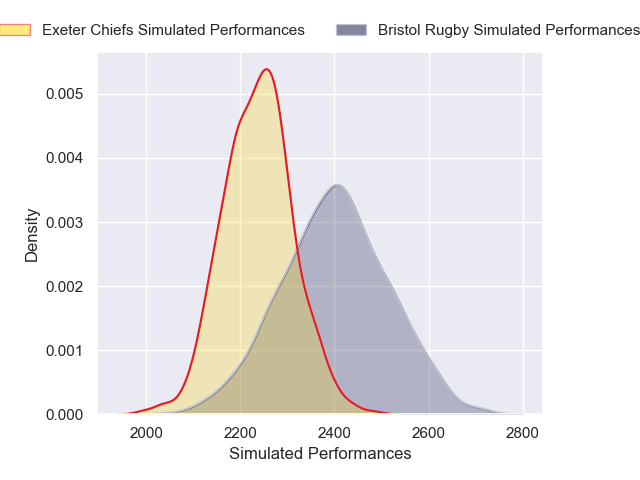 Exeter Chiefs Simulated Performances
Bristol Rugby Simulated Performances
0.005
0.004
0.003
0.002
0.001
0.000
Density
2000
2200
2400
2600
2800
Simulated Performances